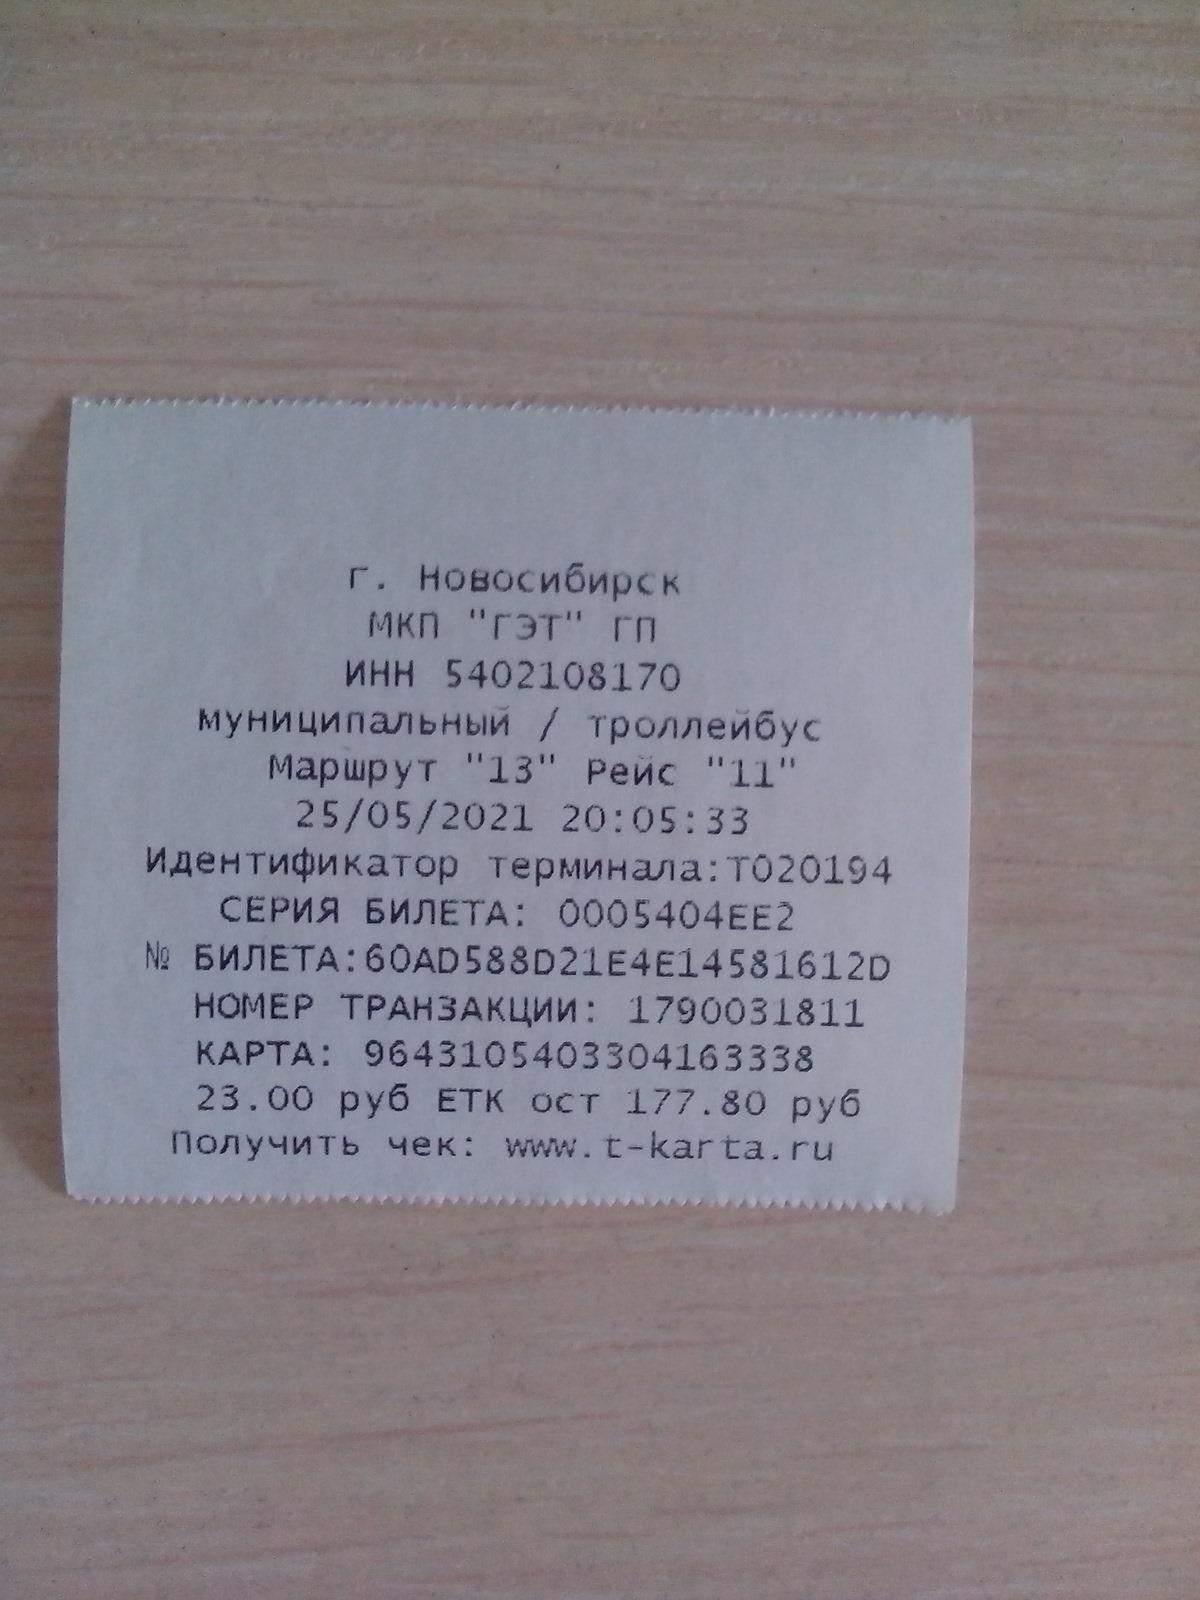 г. Новосибирск
МКП "ГЭТ" ГП
ИНН 5402108170
муниципальный / троллейбус
Маршрут "13" Рейс "11"
25/05/2021 20:05:33
Идентификатор терминала:T020194
СЕРИЯ БИЛЕТА: 0005404EE2
№ БИЛЕТА:60AD588D21E4E14581612D
НОМЕР ТРАНЗАКЦИИ: 1790031811
КАРТА: 9643105403304163338
23.00 руб ЕТК ост 177.80 руб
Получить чек: www.t-karta.ru